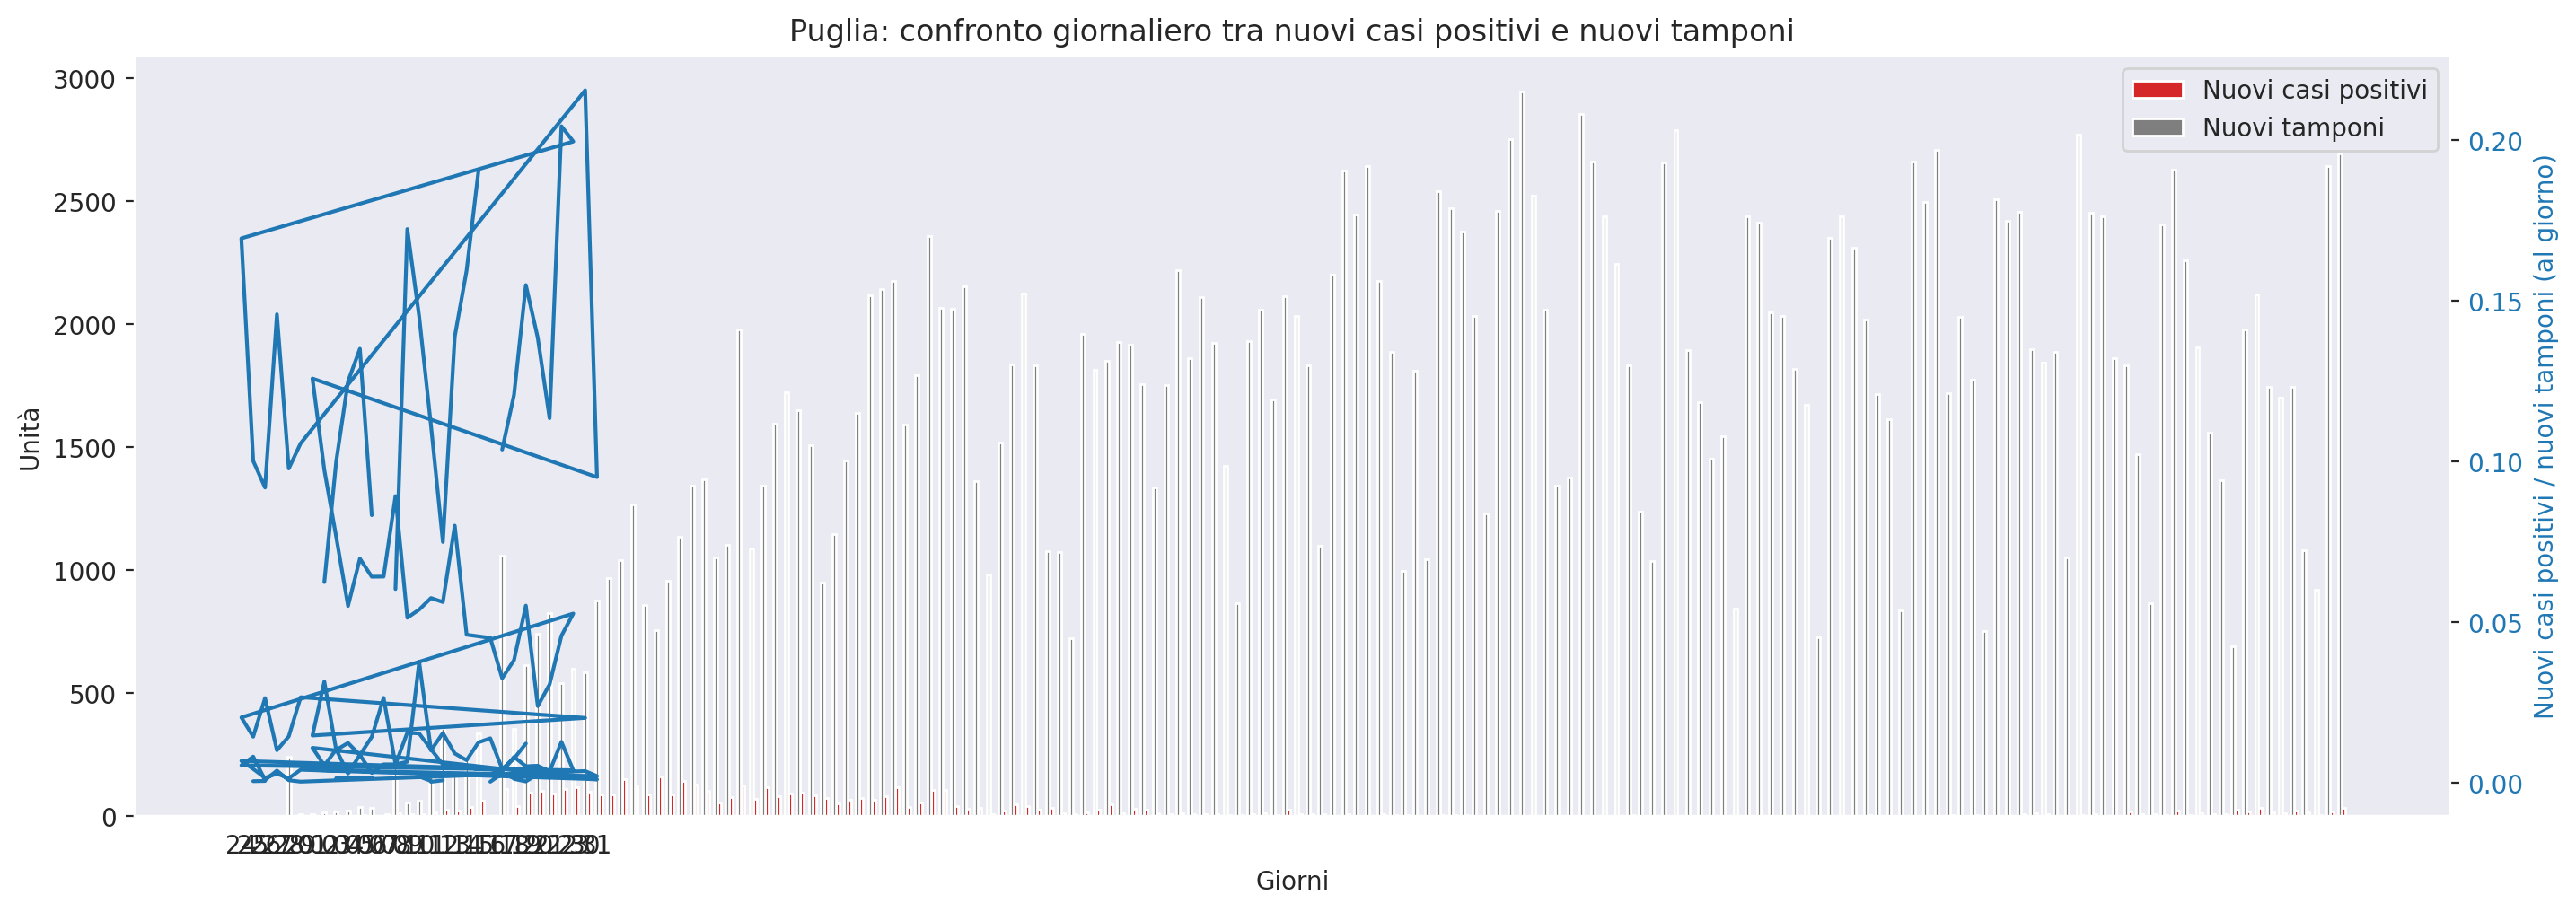 Puglia: confronto giornaliero tra nuovi casi positivi e nuovi tamponi
Nuovi casi positivi
Nuovi tamponi
Unità
3000
2500
2000
1500
1000
500
0
0.20
0.15
0.10
0.05
0.00
Nuovi casi positivi / nuovi tamponi (al giorno)
Giorni